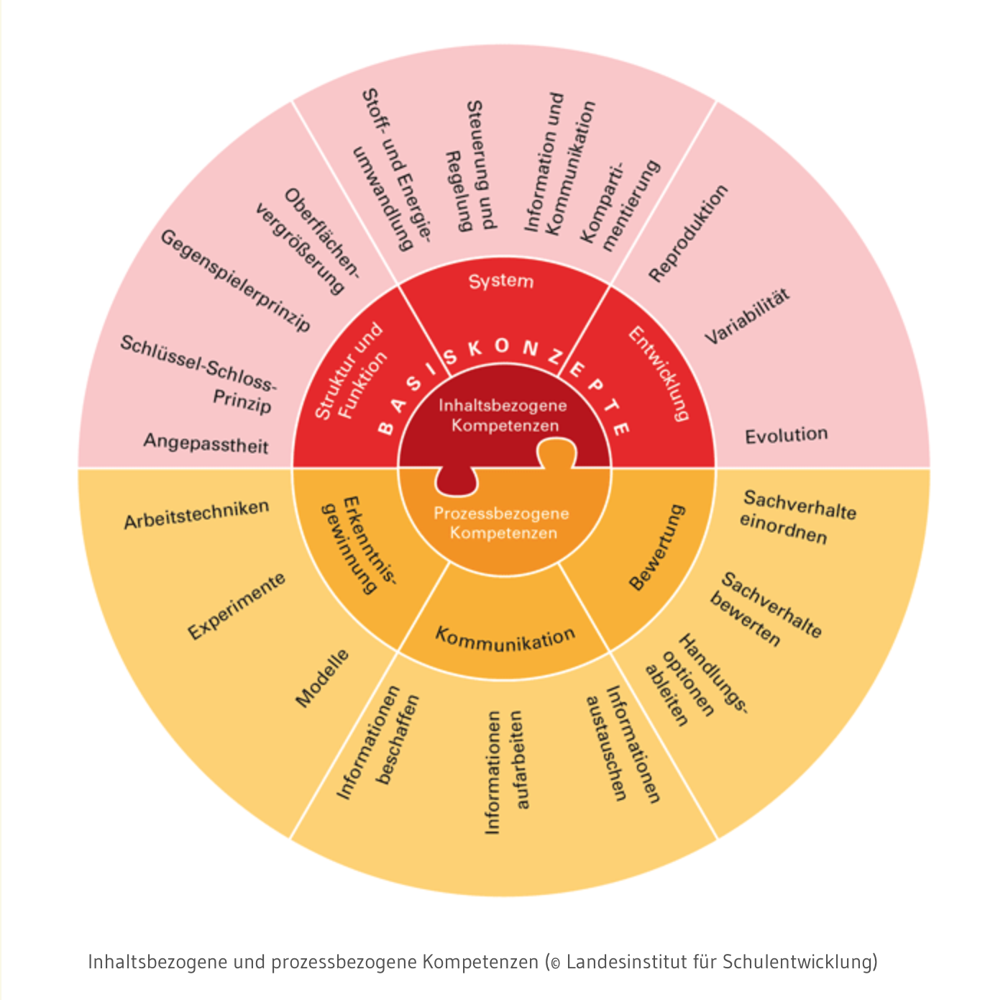 Stoff- und Energie-
umwandlung
Steuerung und
Regelung
Information und
Kommunikation
Komparti-
mentierung
Oberflächen-
vergrößerung
Gegenspielerprinzip
Schlüssel-Schloss-
Prinzip
Angepasstheit
Reproduktion
Variabilität
Evolution
System
Struktur und
Funktion
Entwicklung
BASISKONZEPTE
Inhaltsbezogene
Kompetenzen
Prozessbezogene
Kompetenzen
Erkenntnis-
gewinnung
Kommunikation
Bewertung
Arbeitstechniken
Experimente
Modelle
Informationen
beschaffen
Informationen
aufarbeiten
Informationen
austauschen
Sachverhalte
einordnen
Sachverhalte
bewerten
Handlungs-
optionen
ableiten
Inhaltsbezogene und prozessbezogene Kompetenzen (© Landesinstitut für Schulentwicklung)